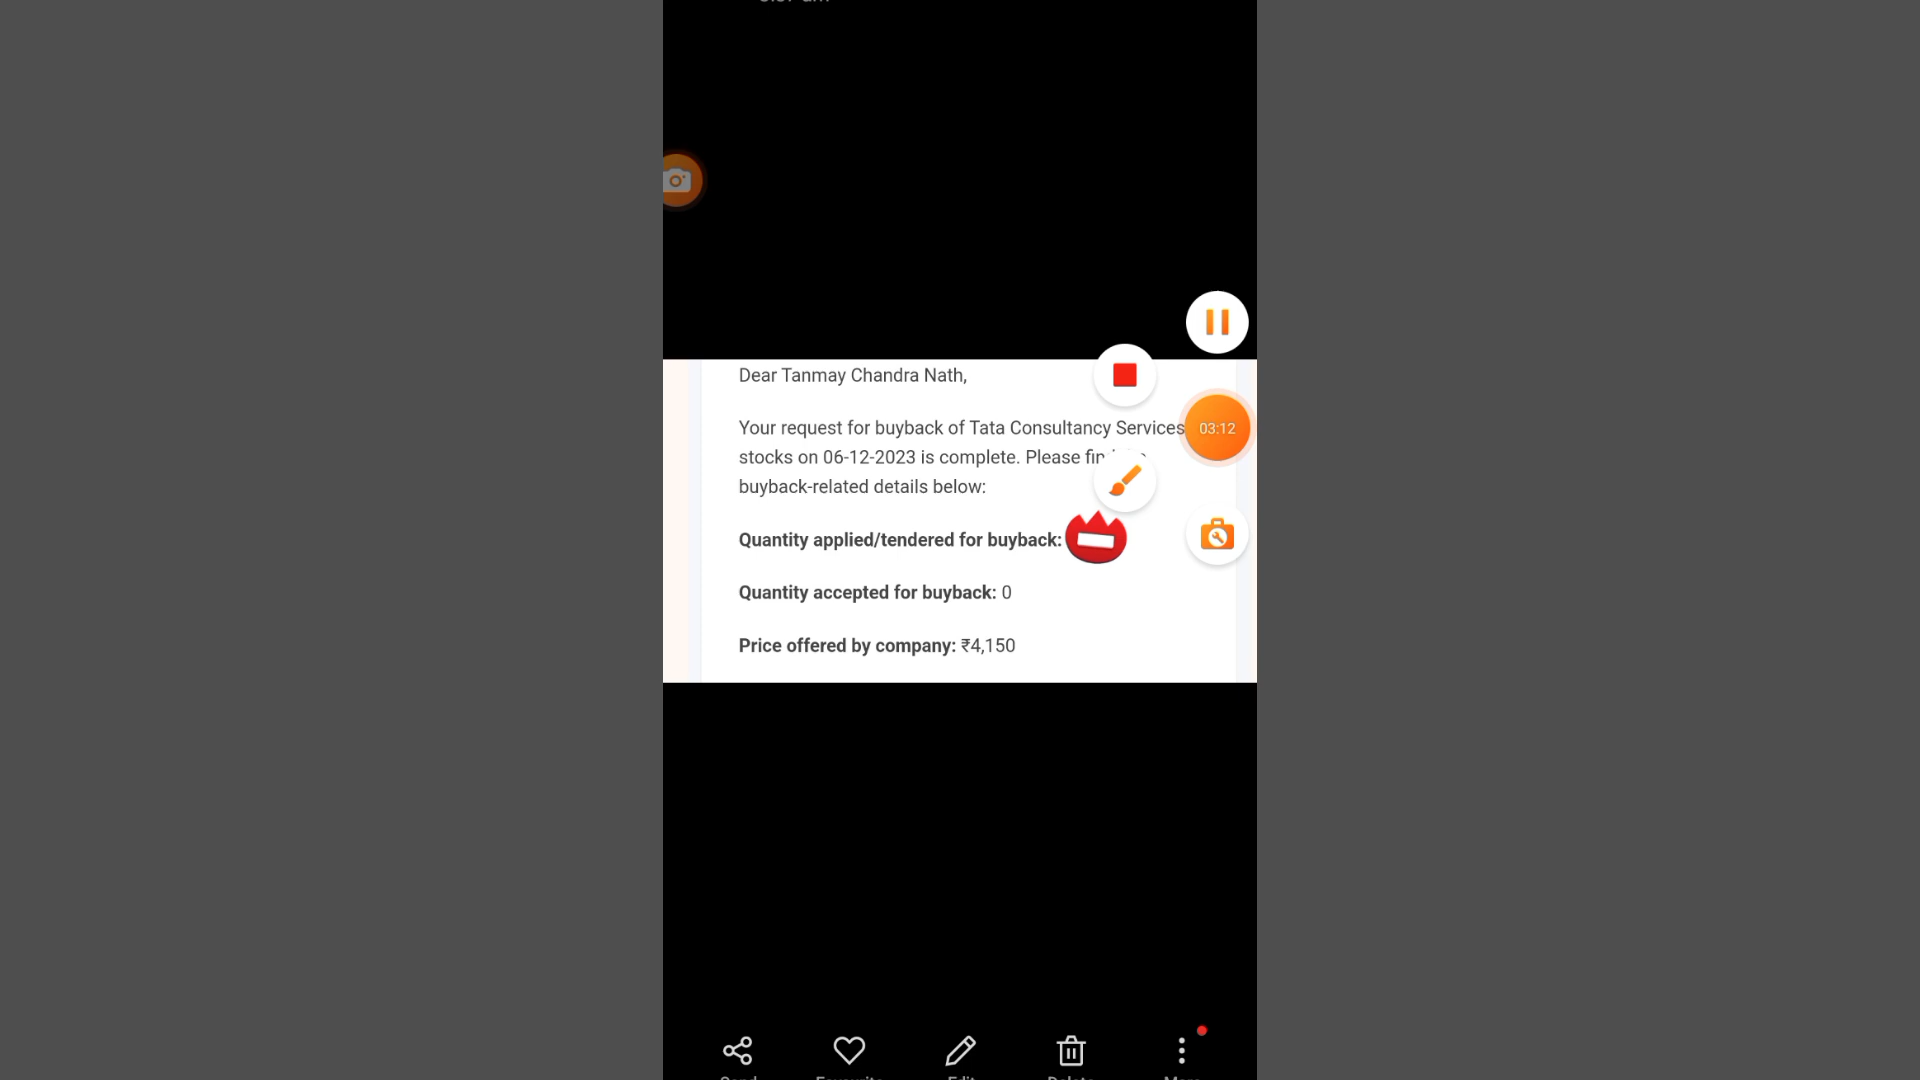 Dear Tanmay Chandra Nath,
03:12
Your request for buyback of Tata Consultancy Services
stocks on 06-12-2023 is complete. Please
buyback-related details below:
Quantity applied/tendered for buyback:
Quantity accepted for buyback: 0
Price offered by company: ₹4,150